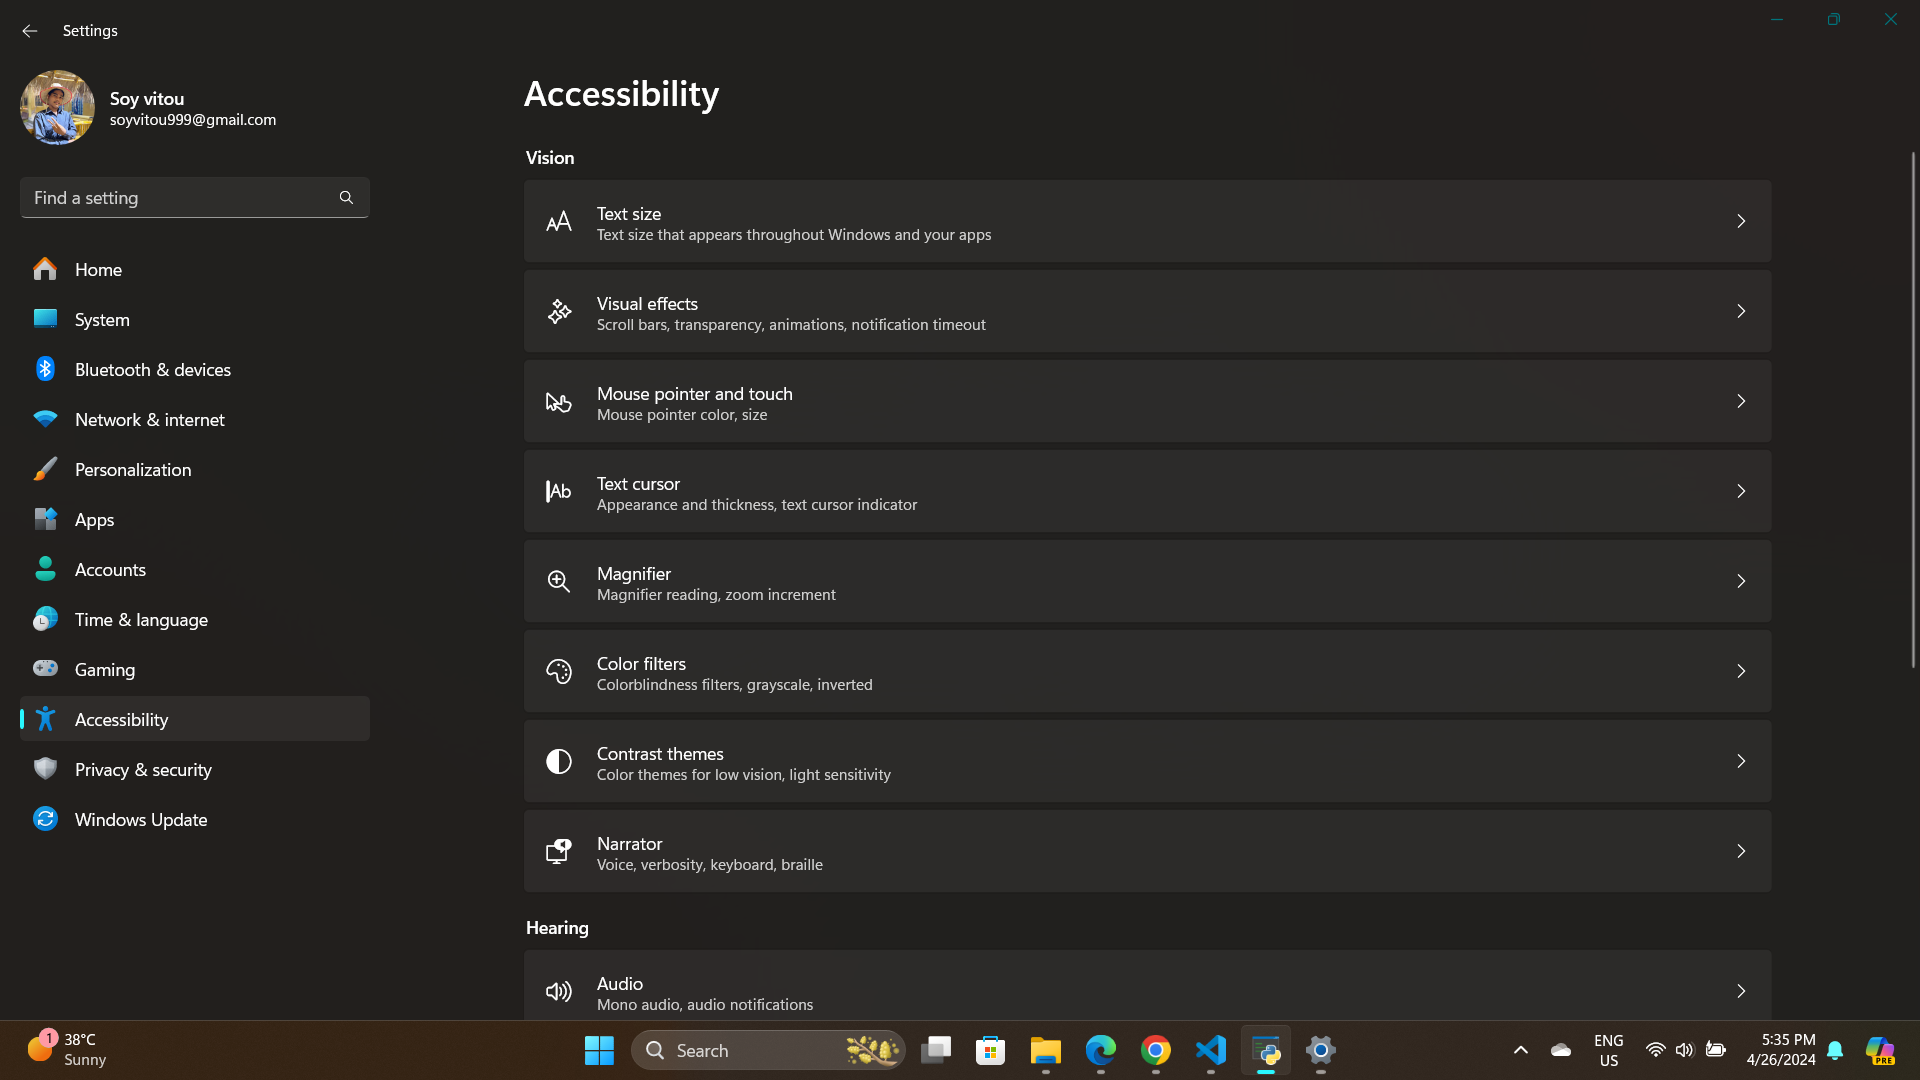 Settings
Soy vitou
soyvitou999@gmail.com
Find a setting
Home
System
Bluetooth & devices
Network & internet
Personalization
Apps
Accounts
Time & language
Gaming
Accessibility
Privacy & security
Windows Update
Accessibility
Vision
Text size
Text size that appears throughout Windows and your apps
Visual effects
Scroll bars, transparency, animations, notification timeout
Mouse pointer and touch
Mouse pointer color, size
Text cursor
Appearance and thickness, text cursor indicator
Magnifier
Magnifier reading, zoom increment
Color filters
Colorblindness filters, grayscale, inverted
Contrast themes
Color themes for low vision, light sensitivity
Narrator
Voice, verbosity, keyboard, braille
Hearing
Audio
Mono audio, audio notifications
1
38°C
Sunny
Search
ENG
US
5:35 PM
4/26/2024
PRE